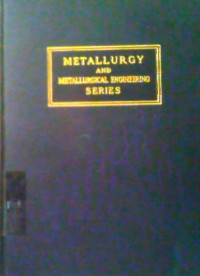 METALLURGY
AND
METALLURGICAL ENGINEERING
SERIES